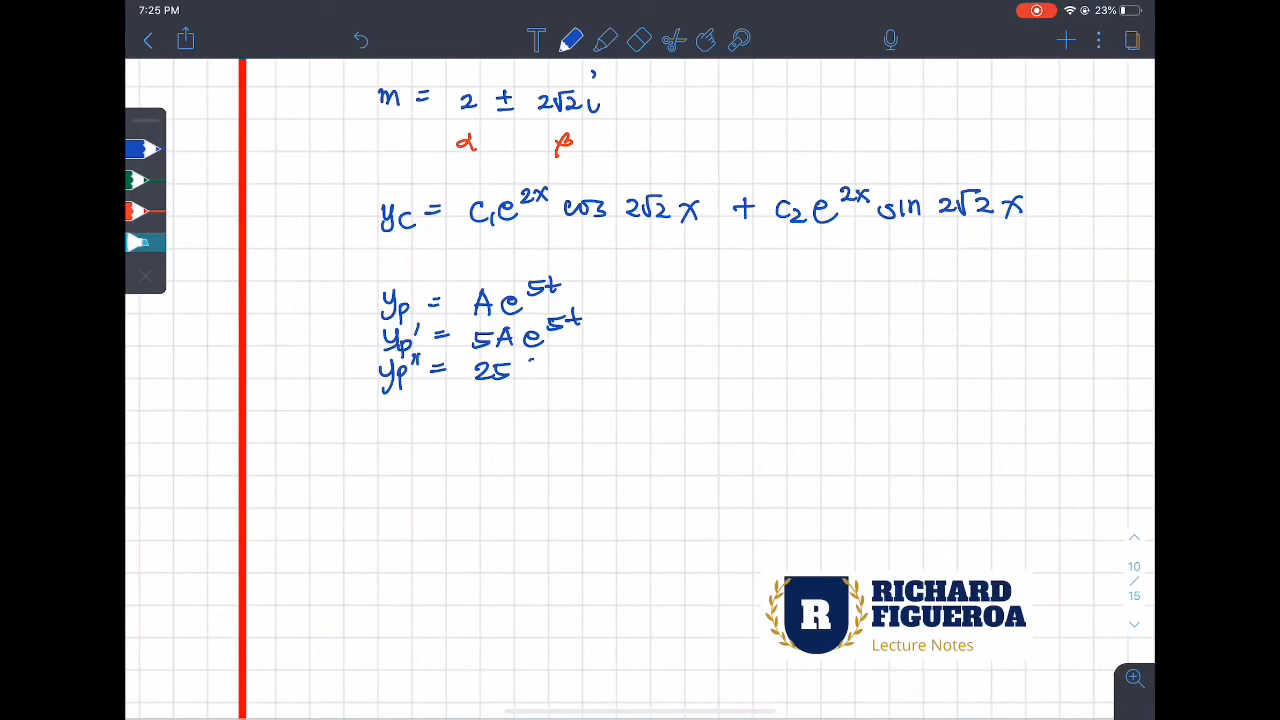 7:25 PM
23%
T
m = 2 ± 2√2 i
α β
yc = c₁e^2x cos 2√2 x + c₂e^2x sin 2√2 x
yp = Ae^5t
yp' = 5Ae^5t
yp" = 25
10
/
15
R
RICHARD
FIGUEROA
Lecture Notes